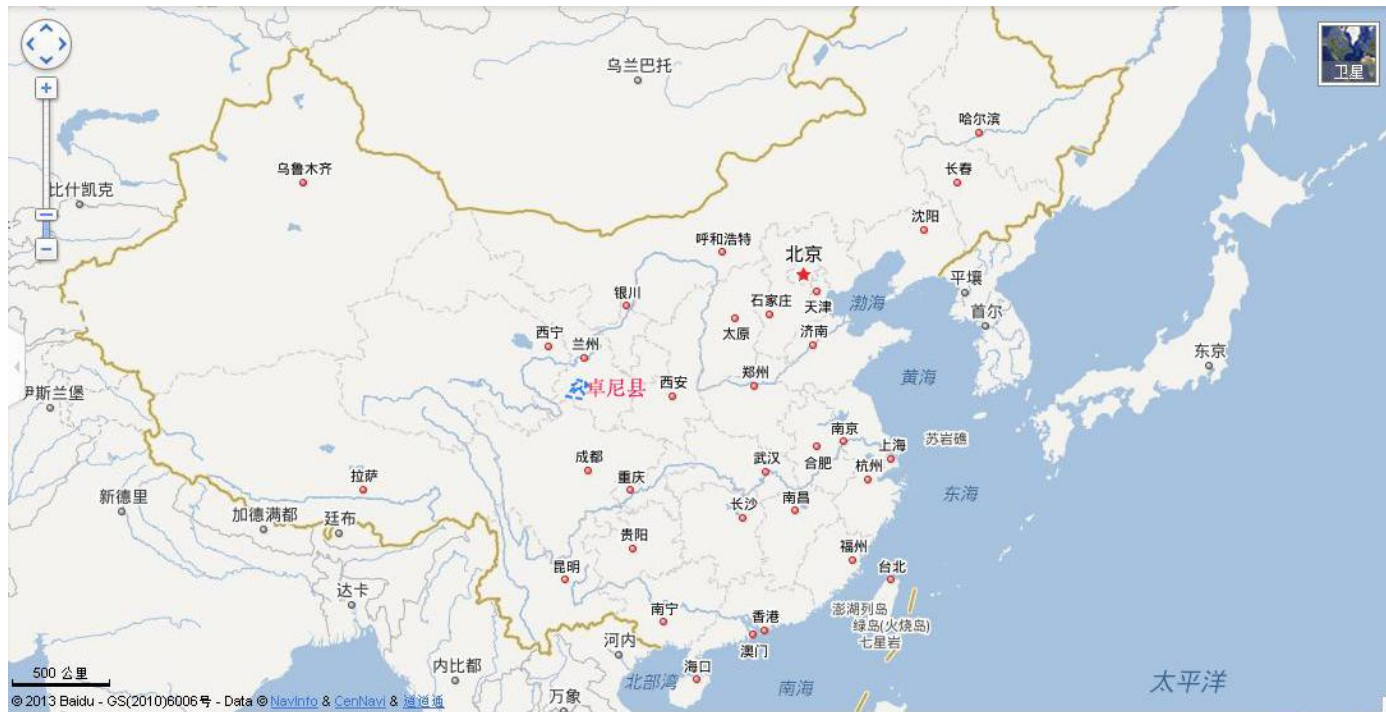 乌兰巴托
卫星
哈尔滨
乌鲁木齐
长春
比什凯克
沈阳
呼和浩特
北京
平壤
银川
石家庄
天津
渤海
首尔
西宁
兰州
太原
济南
东京
伊斯兰堡
卓尼县
西安
郑州
黄海
南京
苏岩礁
上海
成都
武汉
合肥
杭州
拉萨
重庆
新德里
长沙
南昌
东海
加德满都
廷布
贵阳
福州
昆明
台北
达卡
南宁
香港
澎湖列岛
绿岛(火烧岛)
七星岩
河内
澳门
内比都
海口
500 公里
北部湾
南海
太平洋
万象
© 2013 Baidu - GS(2010)6006号 - Data © NavInfo & CenNavi & 道道通